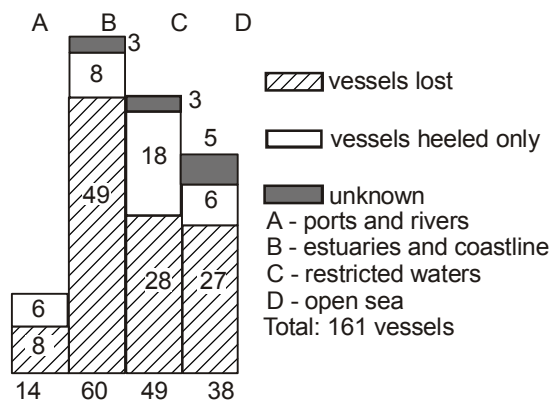 A B C D
3
8
3
5
18
6
49
28 27
6
8
14 60 49 38
vessels lost
vessels heeled only
unknown
A - ports and rivers
B - estuaries and coastline
C - restricted waters
D - open sea
Total: 161 vessels